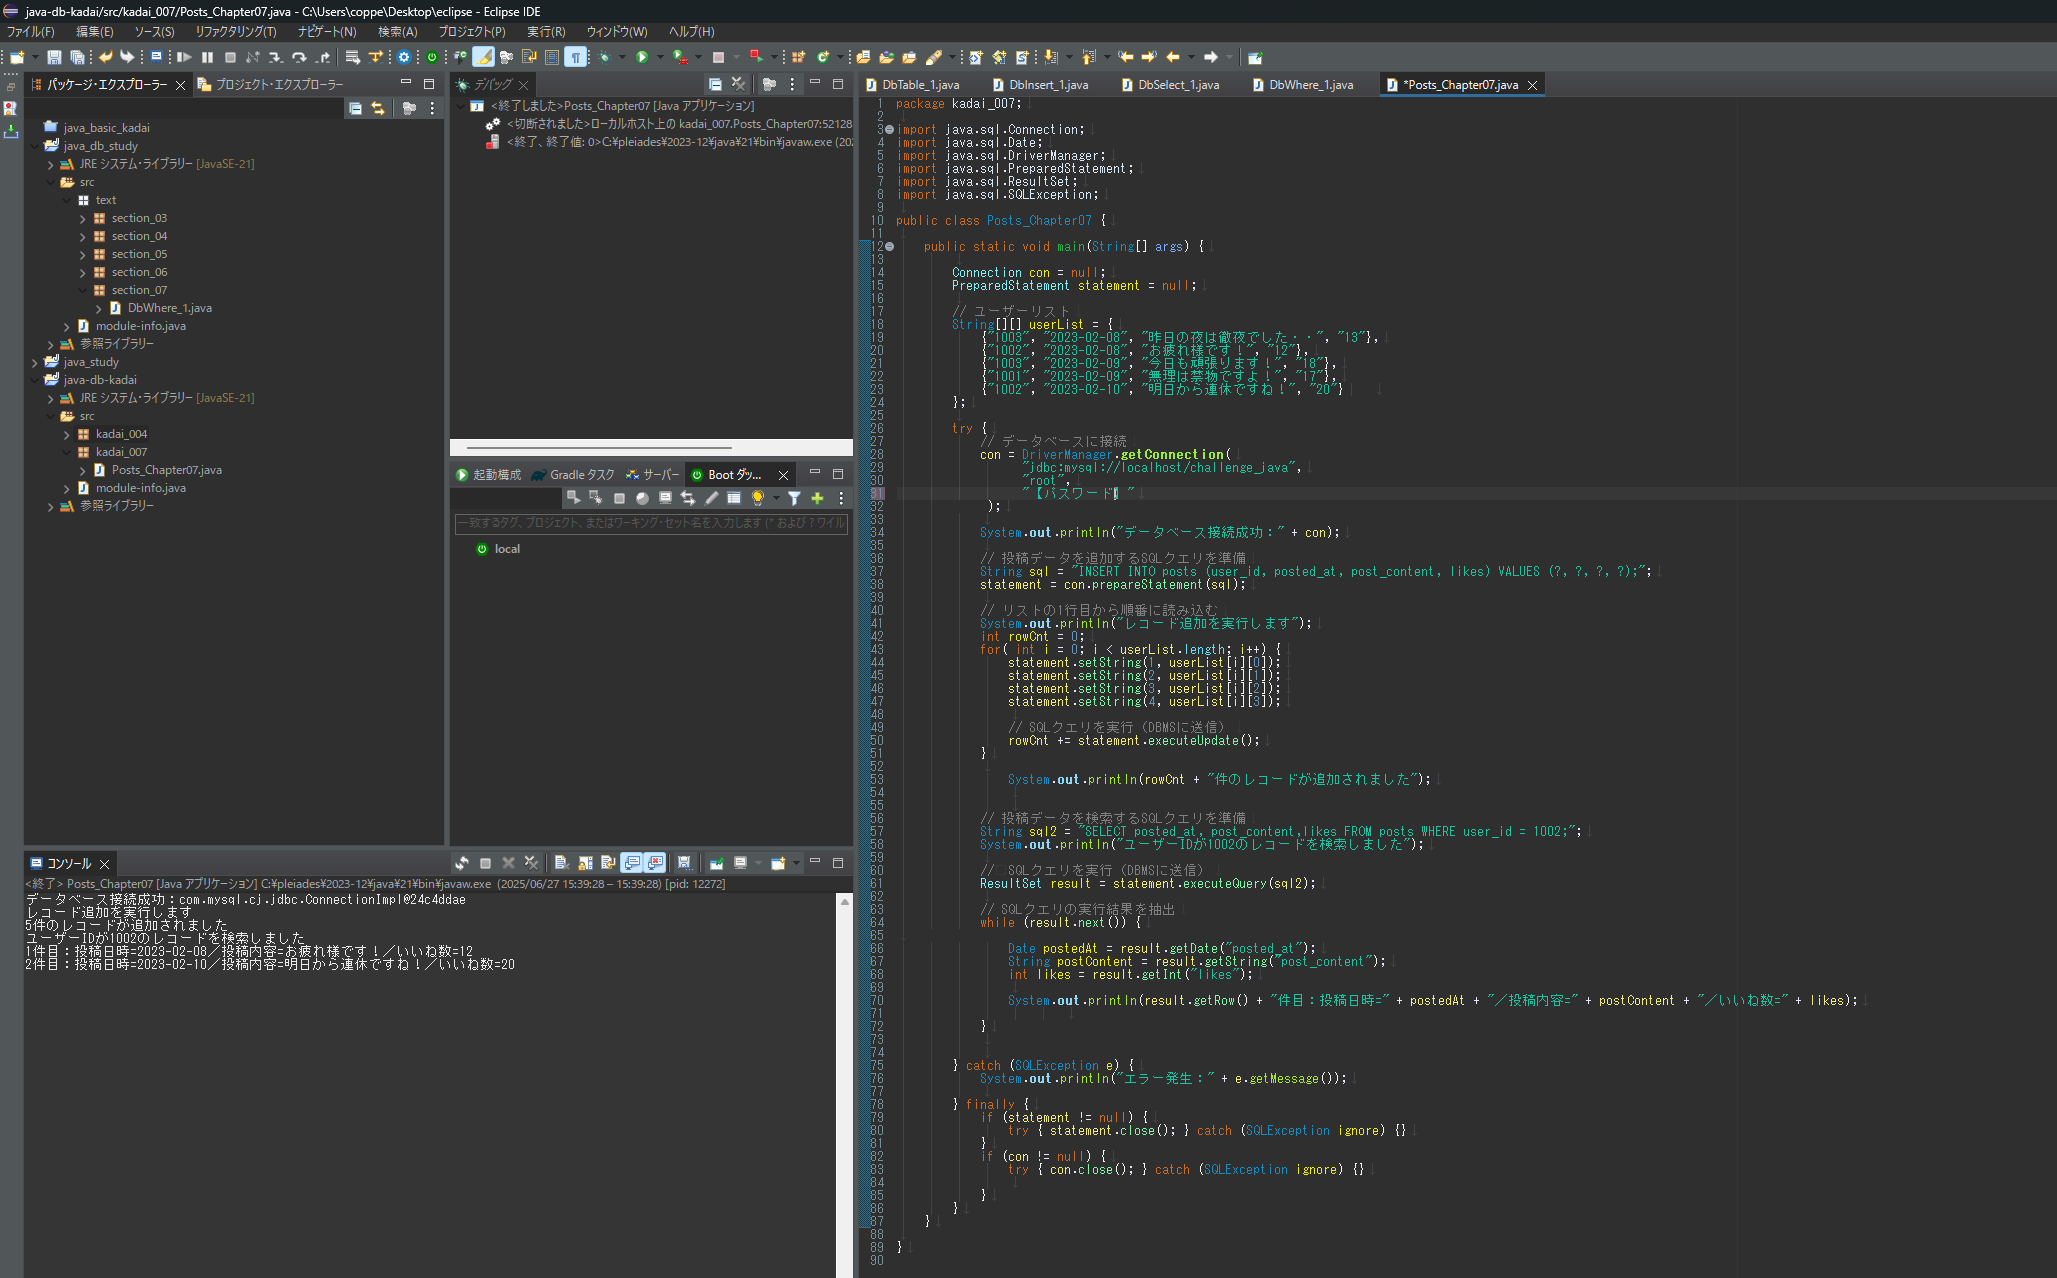 java-db-kadai/src/kadai_007/Posts_Chapter07.java - C:\Users\coppe\Desktop\eclipse - Eclipse IDE
ファイル(F) 編集(E) ソース(S) リファクタリング(T) ナビゲート(N) 検索(A) プロジェクト(P) 実行(R) ウィンドウ(W) ヘルプ(H)
パッケージ・エクスプローラー プロジェクト・エクスプローラー
java_basic_kadai
java_db_study
JRE システム・ライブラリー [JavaSE-21]
src
text
section_03
section_04
section_05
section_06
section_07
DbWhere_1.java
module-info.java
参照ライブラリー
java_study
java-db-kadai
JRE システム・ライブラリー [JavaSE-21]
src
kadai_004
kadai_007
Posts_Chapter07.java
module-info.java
参照ライブラリー
デバッグ
<終了しました>Posts_Chapter07 [Java アプリケーション]
<切断されました>ローカルホスト上の kadai_007.Posts_Chapter07:52128
<終了、終了値: 0>C:¥pleiades¥2023-12¥java¥21¥bin¥javaw.exe (202
起動構成 Gradle タスク サーバー Boot ダッ...
一致するタグ、プロジェクト、またはワーキング・セット名を入力します (* および ? ワイル
local
コンソール
<終了> Posts_Chapter07 [Java アプリケーション] C:¥pleiades¥2023-12¥java¥21¥bin¥javaw.exe (2025/06/27 15:39:28 – 15:39:28) [pid: 12272]
データベース接続成功：com.mysql.cj.jdbc.ConnectionImpl@24c4ddae
レコード追加を実行します
5件のレコードが追加されました
ユーザーIDが1002のレコードを検索しました
1件目：投稿日時=2023-02-08／投稿内容=お疲れ様です！／いいね数=12
2件目：投稿日時=2023-02-10／投稿内容=明日から連休ですね！／いいね数=20
DbTable_1.java DbInsert_1.java DbSelect_1.java DbWhere_1.java *Posts_Chapter07.java
1 package kadai_007;
2
3 import java.sql.Connection;
4 import java.sql.Date;
5 import java.sql.DriverManager;
6 import java.sql.PreparedStatement;
7 import java.sql.ResultSet;
8 import java.sql.SQLException;
9
10 public class Posts_Chapter07 {
11
12 public static void main(String[] args) {
13
14 Connection con = null;
15 PreparedStatement statement = null;
16
17 // ユーザーリスト
18 String[][] userList = {
19 {"1003", "2023-02-08", "昨日の夜は徹夜でした・・", "13"},
20 {"1002", "2023-02-08", "お疲れ様です！", "12"},
21 {"1003", "2023-02-09", "今日も頑張ります！", "18"},
22 {"1001", "2023-02-09", "無理は禁物ですよ！", "17"},
23 {"1002", "2023-02-10", "明日から連休ですね！", "20"}
24 };
25
26 try {
27 // データベースに接続
28 con = DriverManager.getConnection(
29 "jdbc:mysql://localhost/challenge_java",
30 "root",
31 "【パスワード】"
32 );
33
34 System.out.println("データベース接続成功：" + con);
35
36 // 投稿データを追加するSQLクエリを準備
37 String sql = "INSERT INTO posts (user_id, posted_at, post_content, likes) VALUES (?, ?, ?, ?);";
38 statement = con.prepareStatement(sql);
39
40 // リストの1行目から順番に読み込む
41 System.out.println("レコード追加を実行します");
42 int rowCnt = 0;
43 for( int i = 0; i < userList.length; i++) {
44 statement.setString(1, userList[i][0]);
45 statement.setString(2, userList[i][1]);
46 statement.setString(3, userList[i][2]);
47 statement.setString(4, userList[i][3]);
48
49 // SQLクエリを実行（DBMSに送信）
50 rowCnt += statement.executeUpdate();
51 }
52
53 System.out.println(rowCnt + "件のレコードが追加されました");
54
55
56 // 投稿データを検索するSQLクエリを準備
57 String sql2 = "SELECT posted_at, post_content,likes FROM posts WHERE user_id = 1002;";
58 System.out.println("ユーザーIDが1002のレコードを検索しました");
59
60 //　SQLクエリを実行（DBMSに送信）
61 ResultSet result = statement.executeQuery(sql2);
62
63 // SQLクエリの実行結果を抽出
64 while (result.next()) {
65
66 Date postedAt = result.getDate("posted_at");
67 String postContent = result.getString("post_content");
68 int likes = result.getInt("likes");
69
70 System.out.println(result.getRow() + "件目：投稿日時=" + postedAt + "／投稿内容=" + postContent + "／いいね数=" + likes);
71
72 }
73
74
75 } catch (SQLException e) {
76 System.out.println("エラー発生：" + e.getMessage());
77
78 } finally {
79 if (statement != null) {
80 try { statement.close(); } catch (SQLException ignore) {}
81 }
82 if (con != null) {
83 try { con.close(); } catch (SQLException ignore) {}
84
85 }
86 }
87 }
88
89 }
90